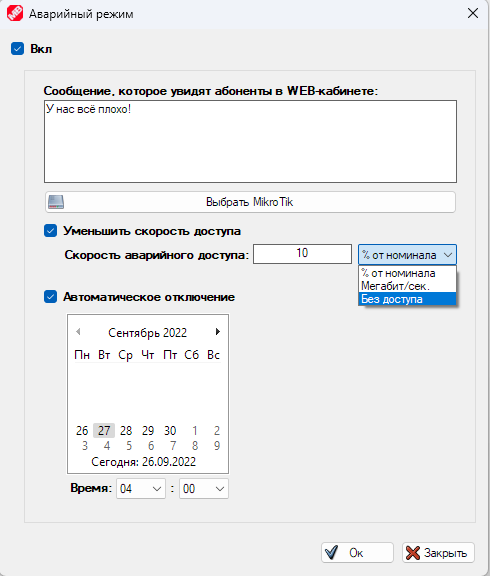 Аварийный режим
Вкл
Сообщение, которое увидят абоненты в WEB-кабинете:
У нас всё плохо!
Выбрать MikroTik
Уменьшить скорость доступа
Скорость аварийного доступа: 10 % от номинала
% от номинала
Мегабит/сек.
Без доступа
Автоматическое отключение
Сентябрь 2022
Пн Вт Ср Чт Пт Сб Вс
26 27 28 29 30 1 2
3 4 5 6 7 8 9
Сегодня: 26.09.2022
Время: 04 : 00
Ок Закрыть